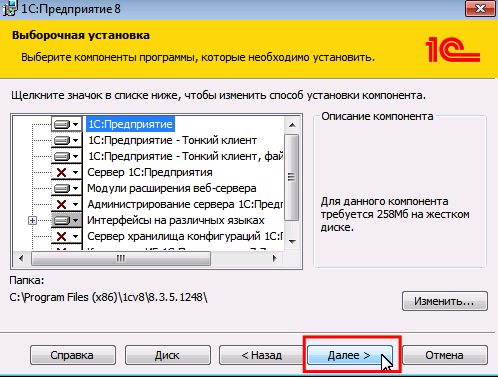 1С:Предприятие 8
Выборочная установка
Выберите компоненты программы, которые необходимо установить.
1С
Щелкните значок в списке ниже, чтобы изменить способ установки компонента.
1С:Предприятие
1С:Предприятие - Тонкий клиент
1С:Предприятие - Тонкий клиент, фай
Сервер 1С:Предприятия
Модули расширения веб-сервера
Администрирование сервера 1С:Пред
Интерфейсы на различных языках
Сервер хранилища конфигураций 1С:П
Описание компонента
Для данного компонента
требуется 258Мб на жестком
диске.
Папка:
C:\Program Files (x86)\1cv8\8.3.5.1248\
Изменить...
Справка
Диск
< Назад
Далее >
Отмена